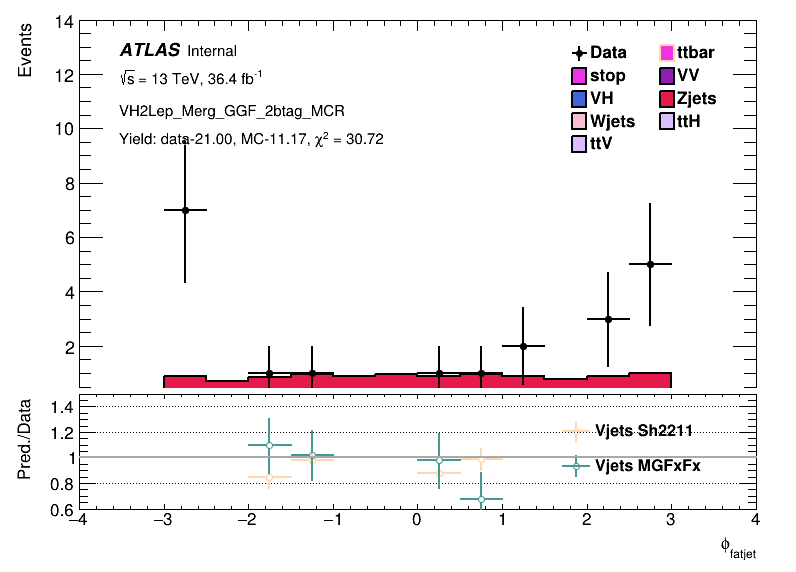 Events
14
12
10
8
6
4
2
ATLAS Internal
√s = 13 TeV, 36.4 fb⁻¹
VH2Lep_Merg_GGF_2btag_MCR
Yield: data-21.00, MC-11.17, χ² = 30.72
Data ttbar
stop VV
VH Zjets
Wjets ttH
ttV
Pred./Data
1.4
1.2
1
0.8
0.6
Vjets Sh2211
Vjets MGFxFx
−4 −3 −2 −1 0 1 2 3 4
ϕfatjet